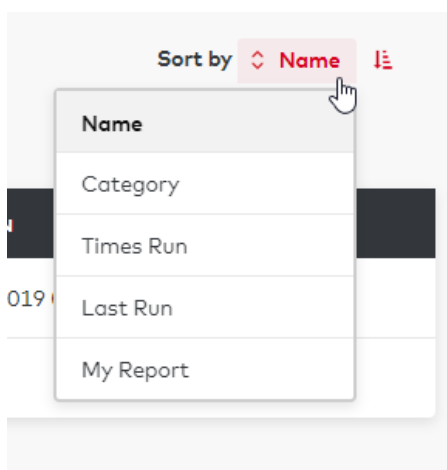 Sort by Name
Name
Category
Times Run
019
Last Run
My Report